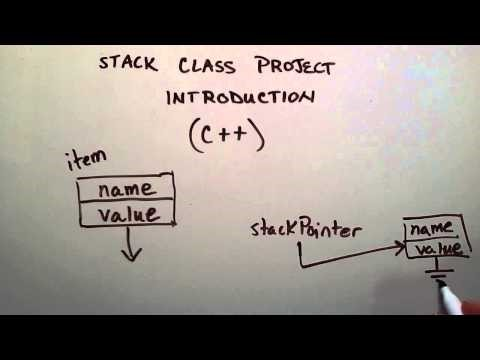 STACK CLASS PROJECT
INTRODUCTION
(C++)
item
name
value
stackPointer
name
value